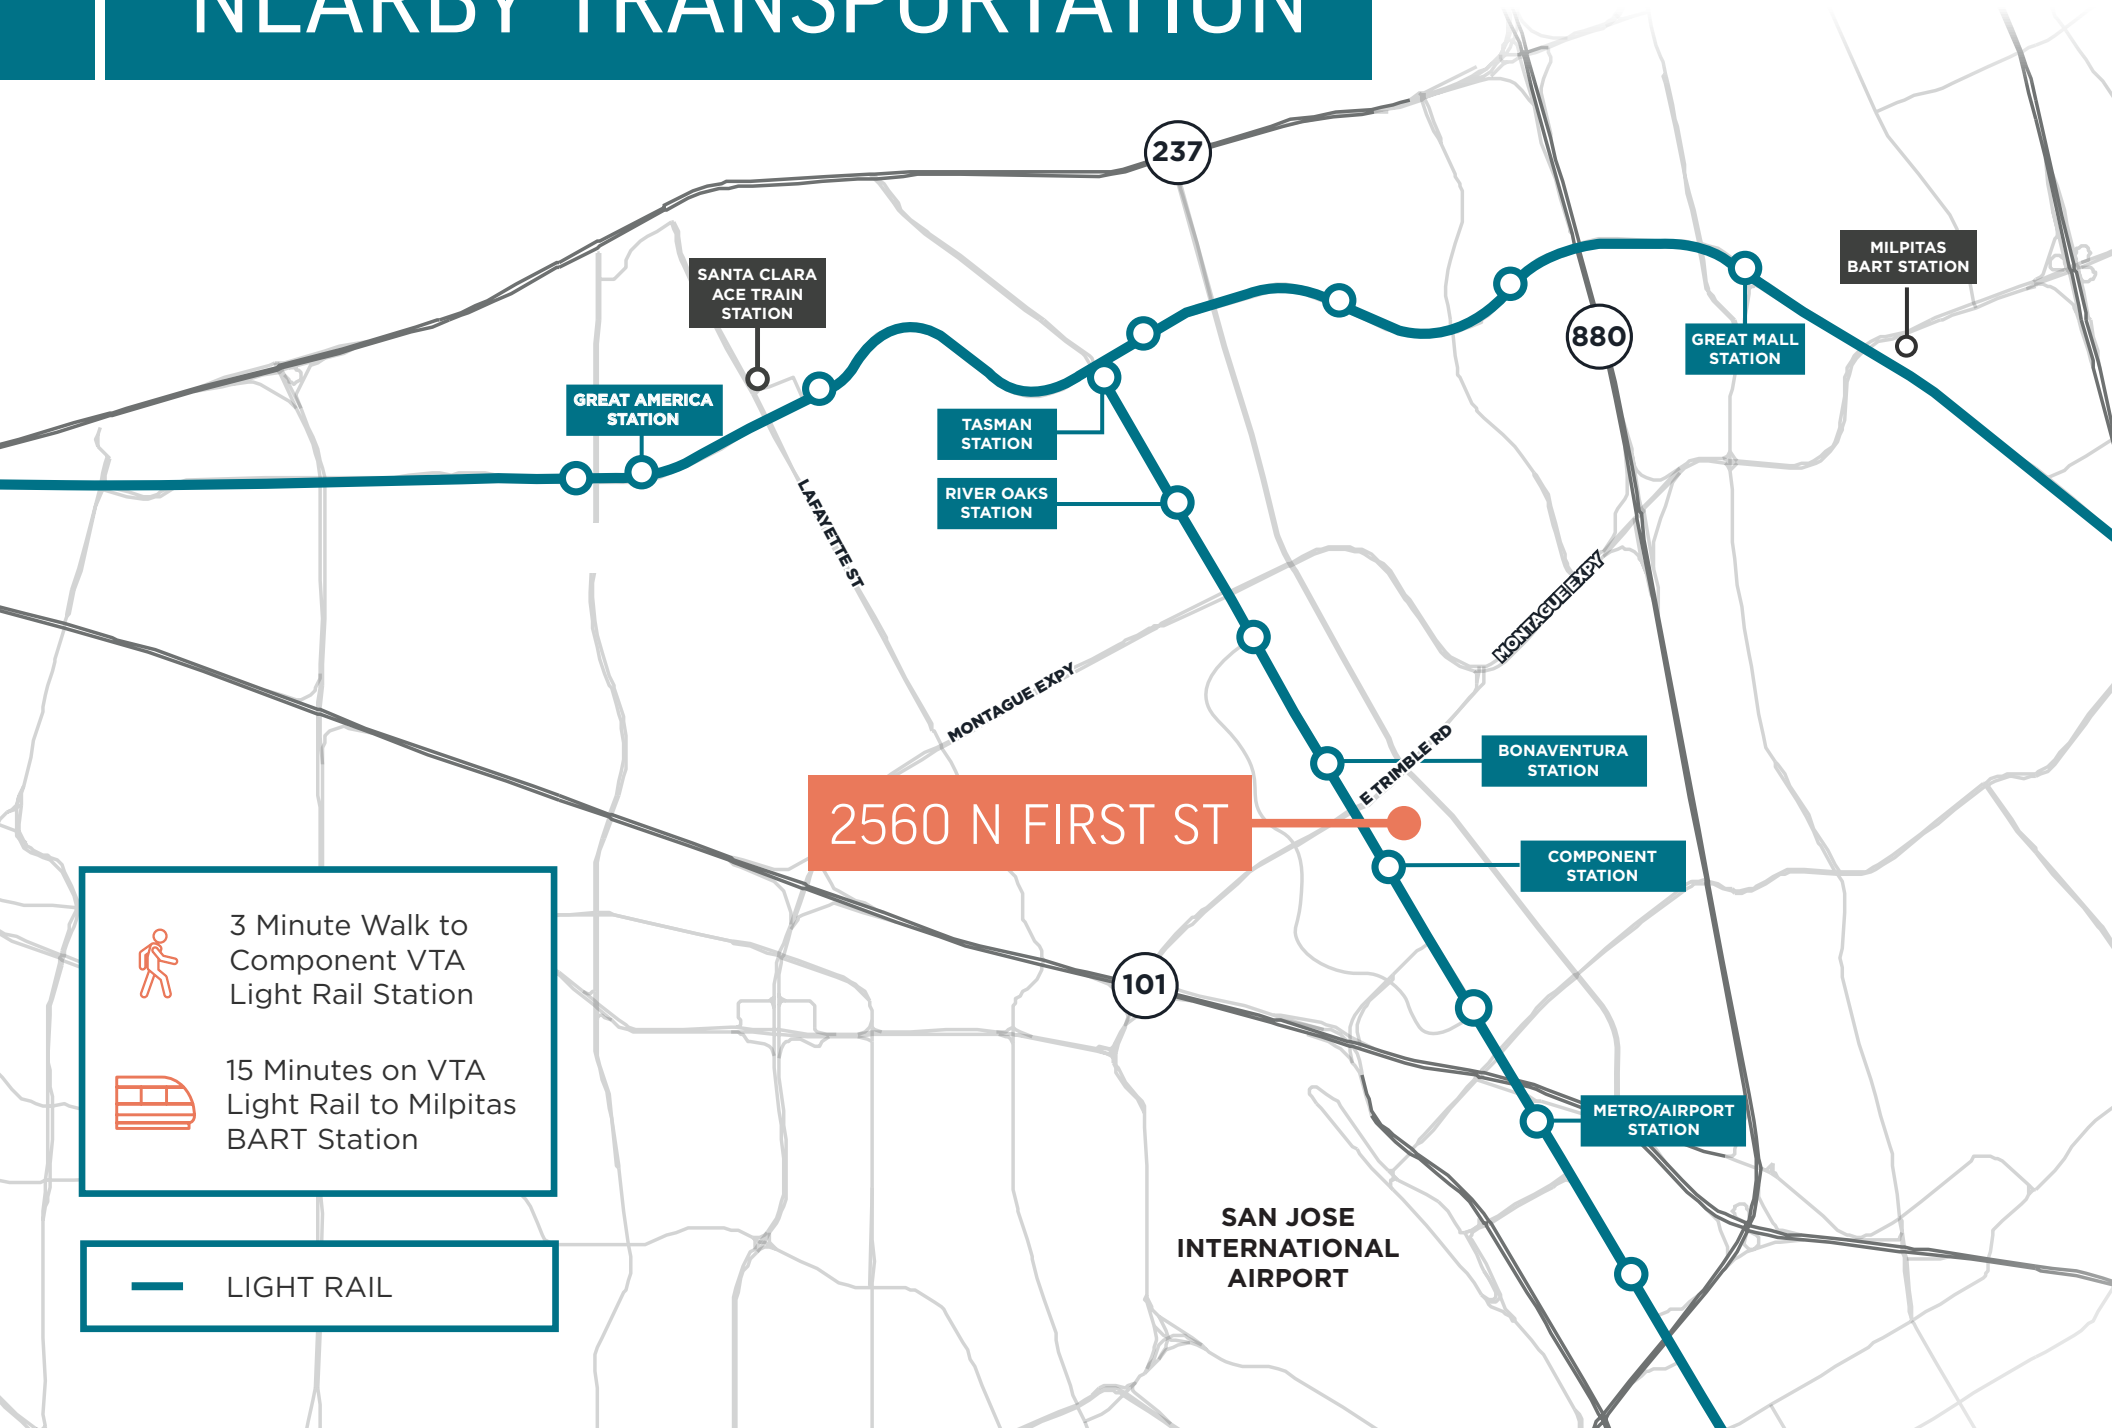 NEARBY TRANSPORTATION
237
SANTA CLARA
ACE TRAIN
STATION
MILPITAS
BART STATION
880
GREAT MALL
STATION
GREAT AMERICA
STATION
TASMAN
STATION
RIVER OAKS
STATION
LAFAYETTE ST
MONTAGUE EXPY
MONTAGUE EXPY
E TRIMBLE RD
BONAVENTURA
STATION
2560 N FIRST ST
COMPONENT
STATION
3 Minute Walk to
Component VTA
Light Rail Station
101
15 Minutes on VTA
Light Rail to Milpitas
BART Station
METRO/AIRPORT
STATION
SAN JOSE
INTERNATIONAL
AIRPORT
LIGHT RAIL